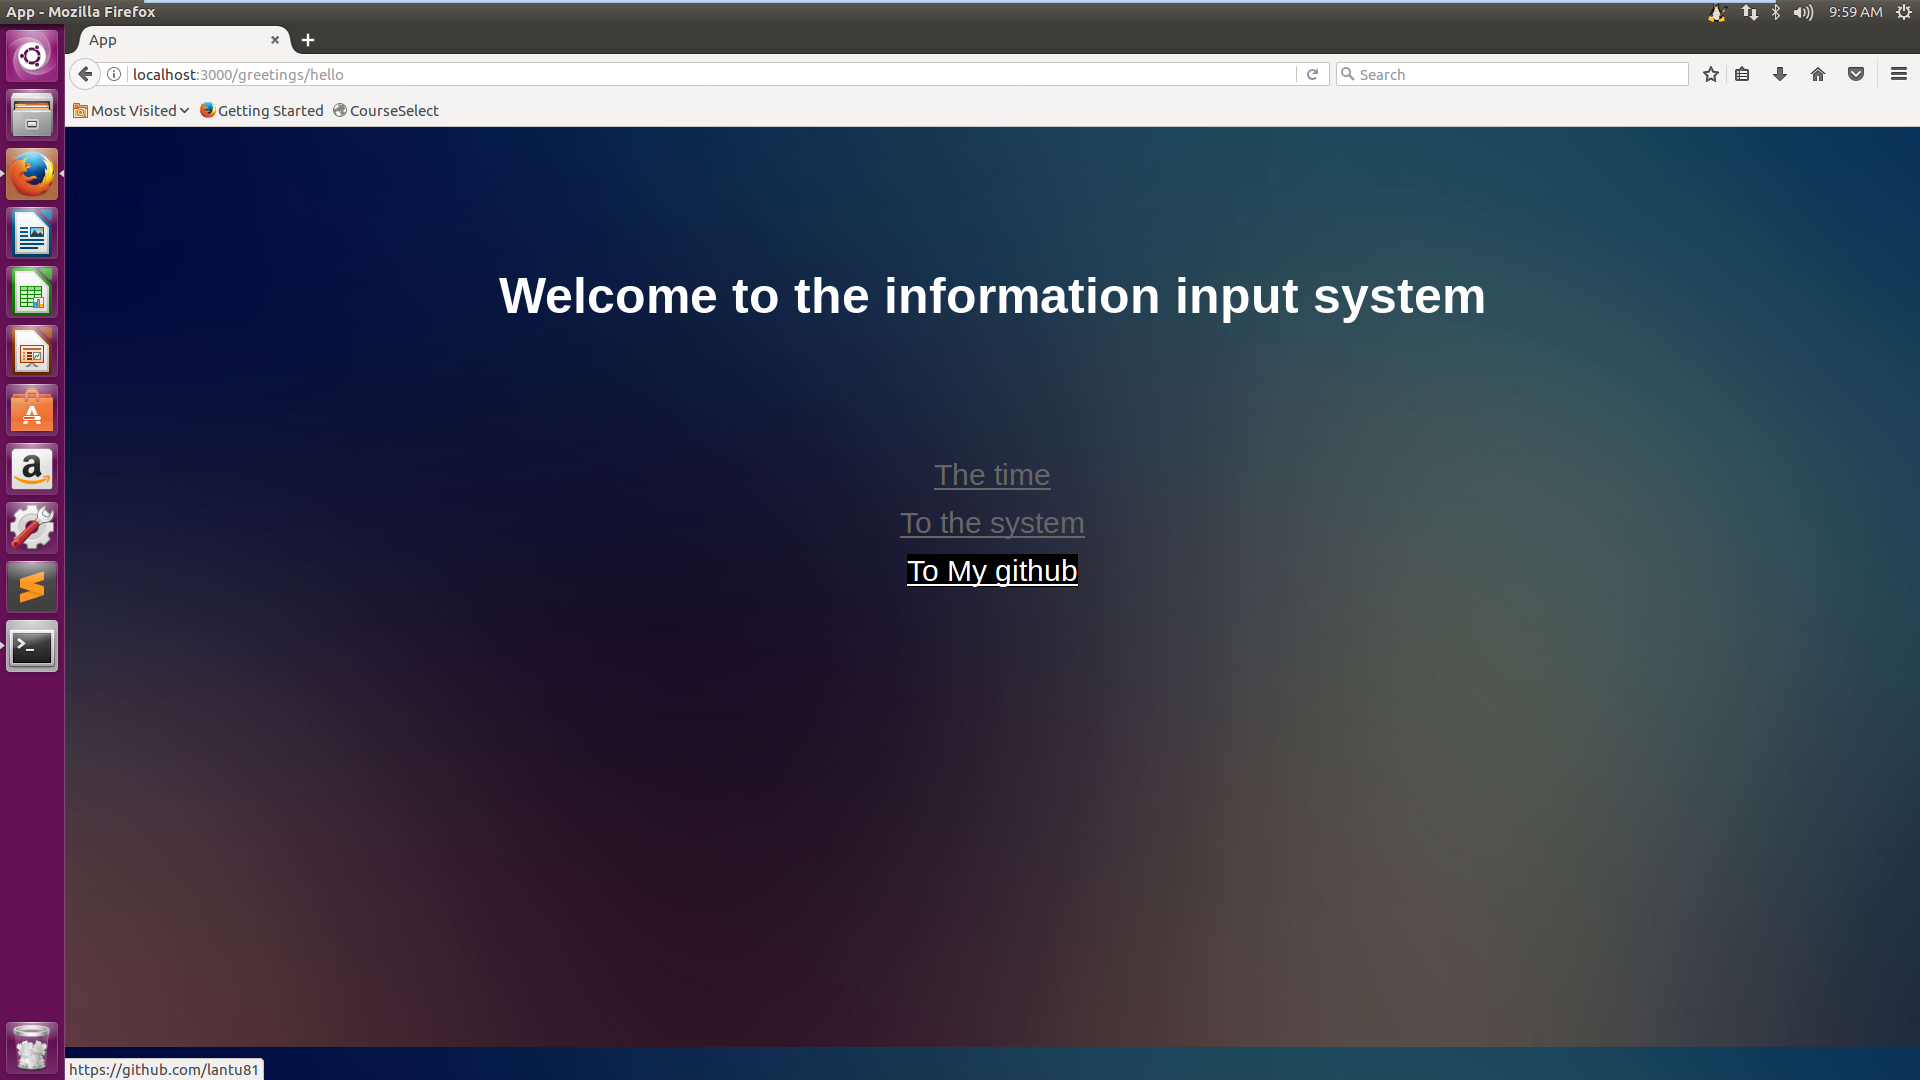 App - Mozilla Firefox
9:59 AM
App
localhost:3000/greetings/hello
Search
Most Visited
Getting Started
CourseSelect
Welcome to the information input system
The time
To the system
To My github
https://github.com/lantu81